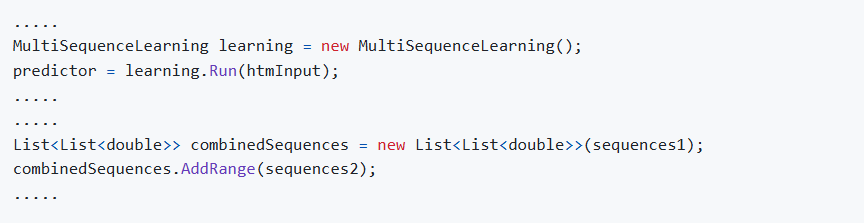 .....
MultiSequenceLearning learning = new MultiSequenceLearning();
predictor = learning.Run(htmInput);
.....
.....
List<List<double>> combinedSequences = new List<List<double>>(sequences1);
combinedSequences.AddRange(sequences2);
.....